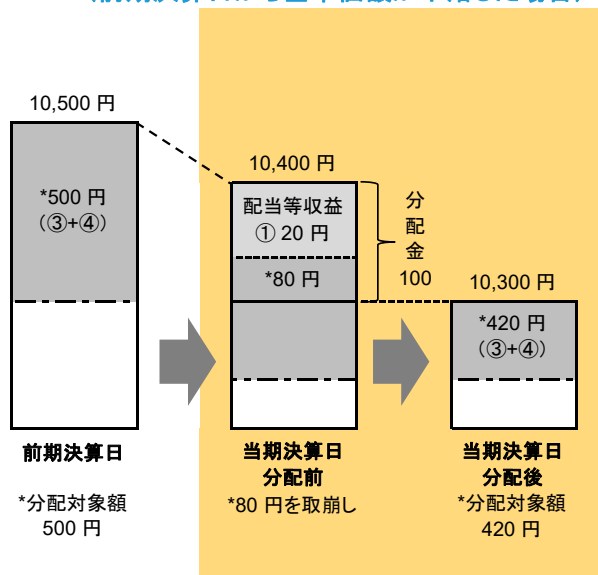 10,500 円
*500 円
(③+④)
前期決算日
*分配対象額
500 円
10,400 円
配当等収益
① 20 円
*80 円
分配金
100
当期決算日
分配前
*80 円を取崩し
10,300 円
*420 円
(③+④)
当期決算日
分配後
*分配対象額
420 円